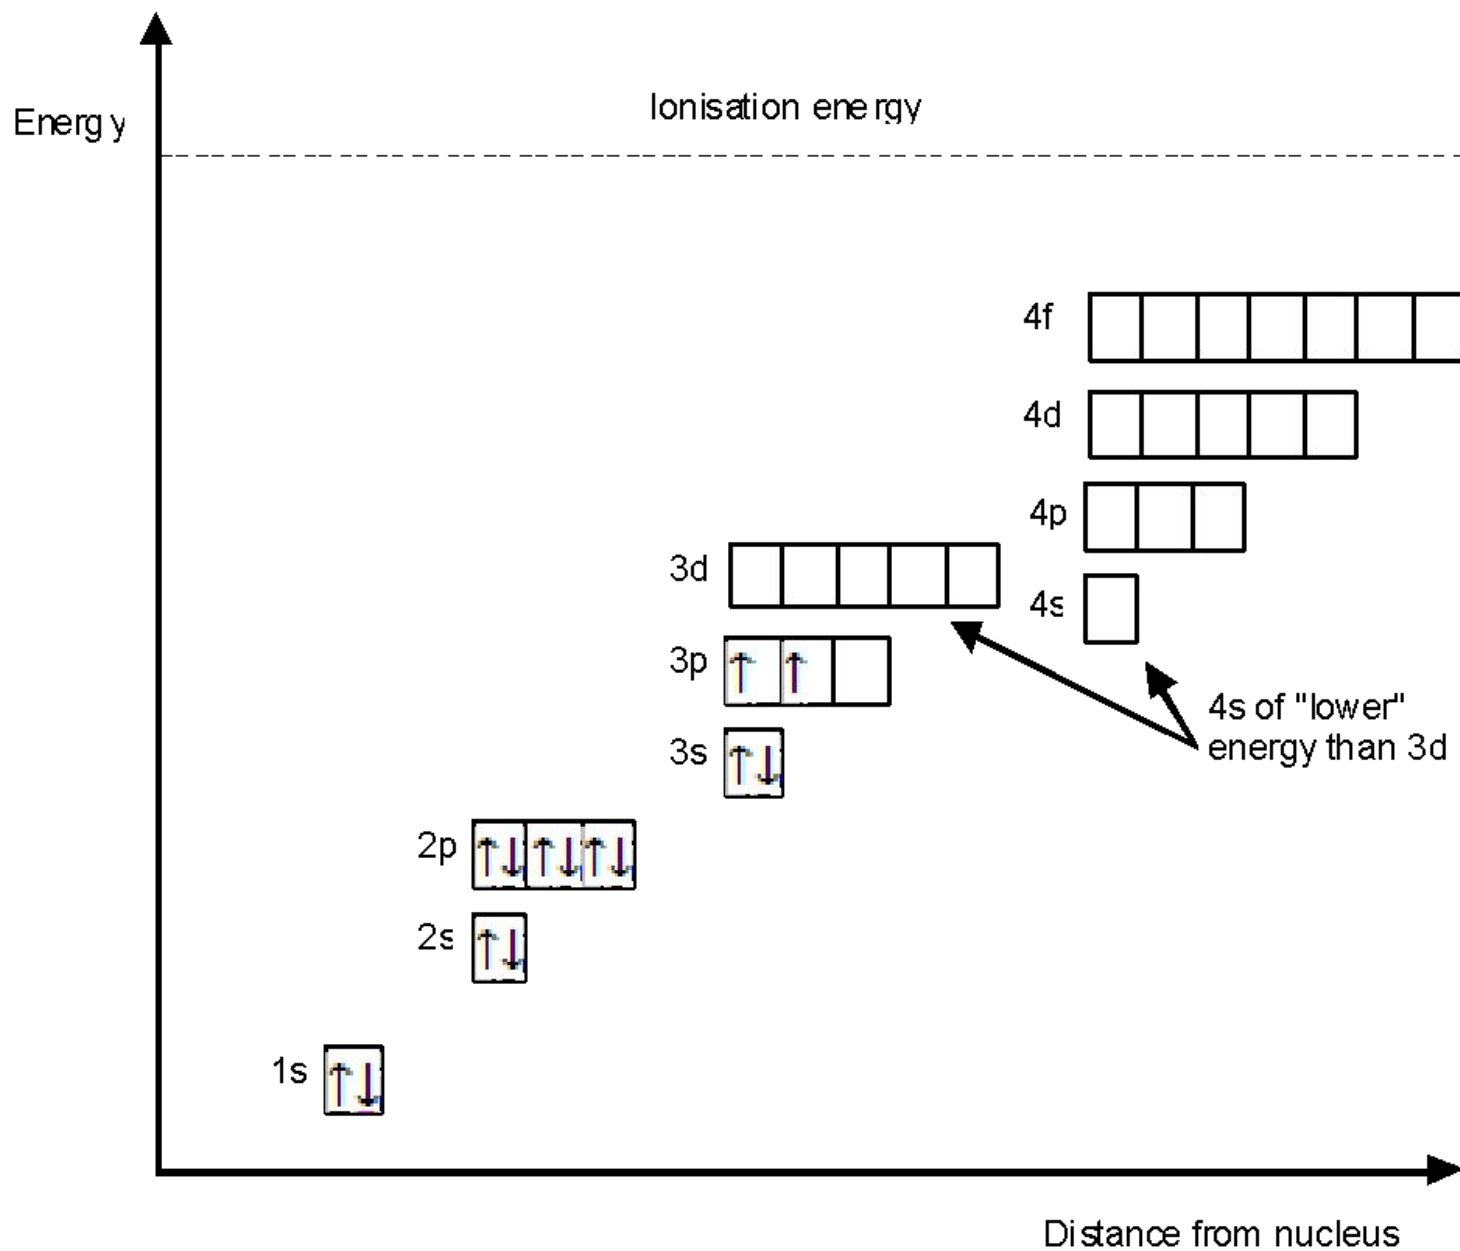 Energy
Ionisation energy
4f
4d
4p
3d
4s
3p
4s of "lower"
energy than 3d
3s
2p
2s
1s
Distance from nucleus